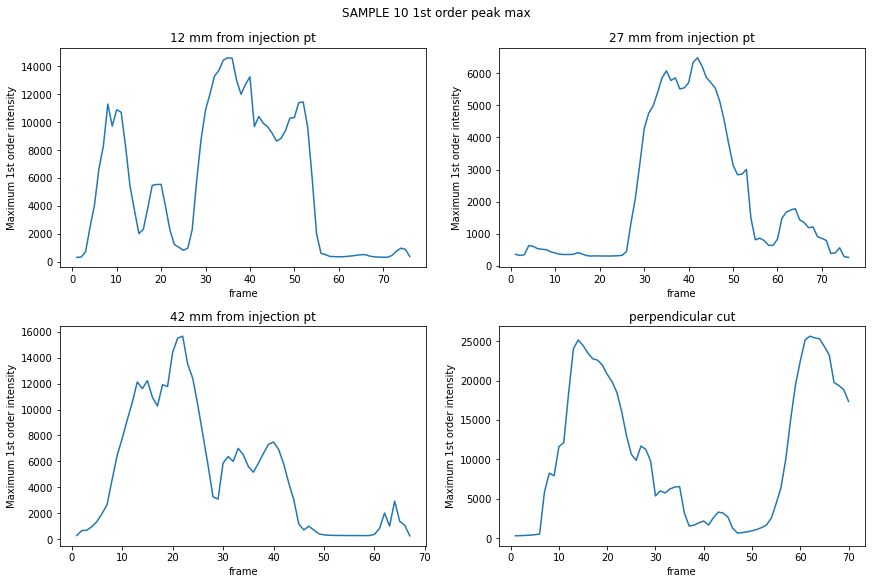 SAMPLE 10 1st order peak max
12 mm from injection pt
Maximum 1st order intensity
14000
12000
10000
8000
6000
4000
2000
0
0 10 20 30 40 50 60 70
frame
27 mm from injection pt
Maximum 1st order intensity
6000
5000
4000
3000
2000
1000
0
0 10 20 30 40 50 60 70
frame
42 mm from injection pt
Maximum 1st order intensity
16000
14000
12000
10000
8000
6000
4000
2000
0
0 10 20 30 40 50 60 70
frame
perpendicular cut
Maximum 1st order intensity
25000
20000
15000
10000
5000
0
0 10 20 30 40 50 60 70
frame